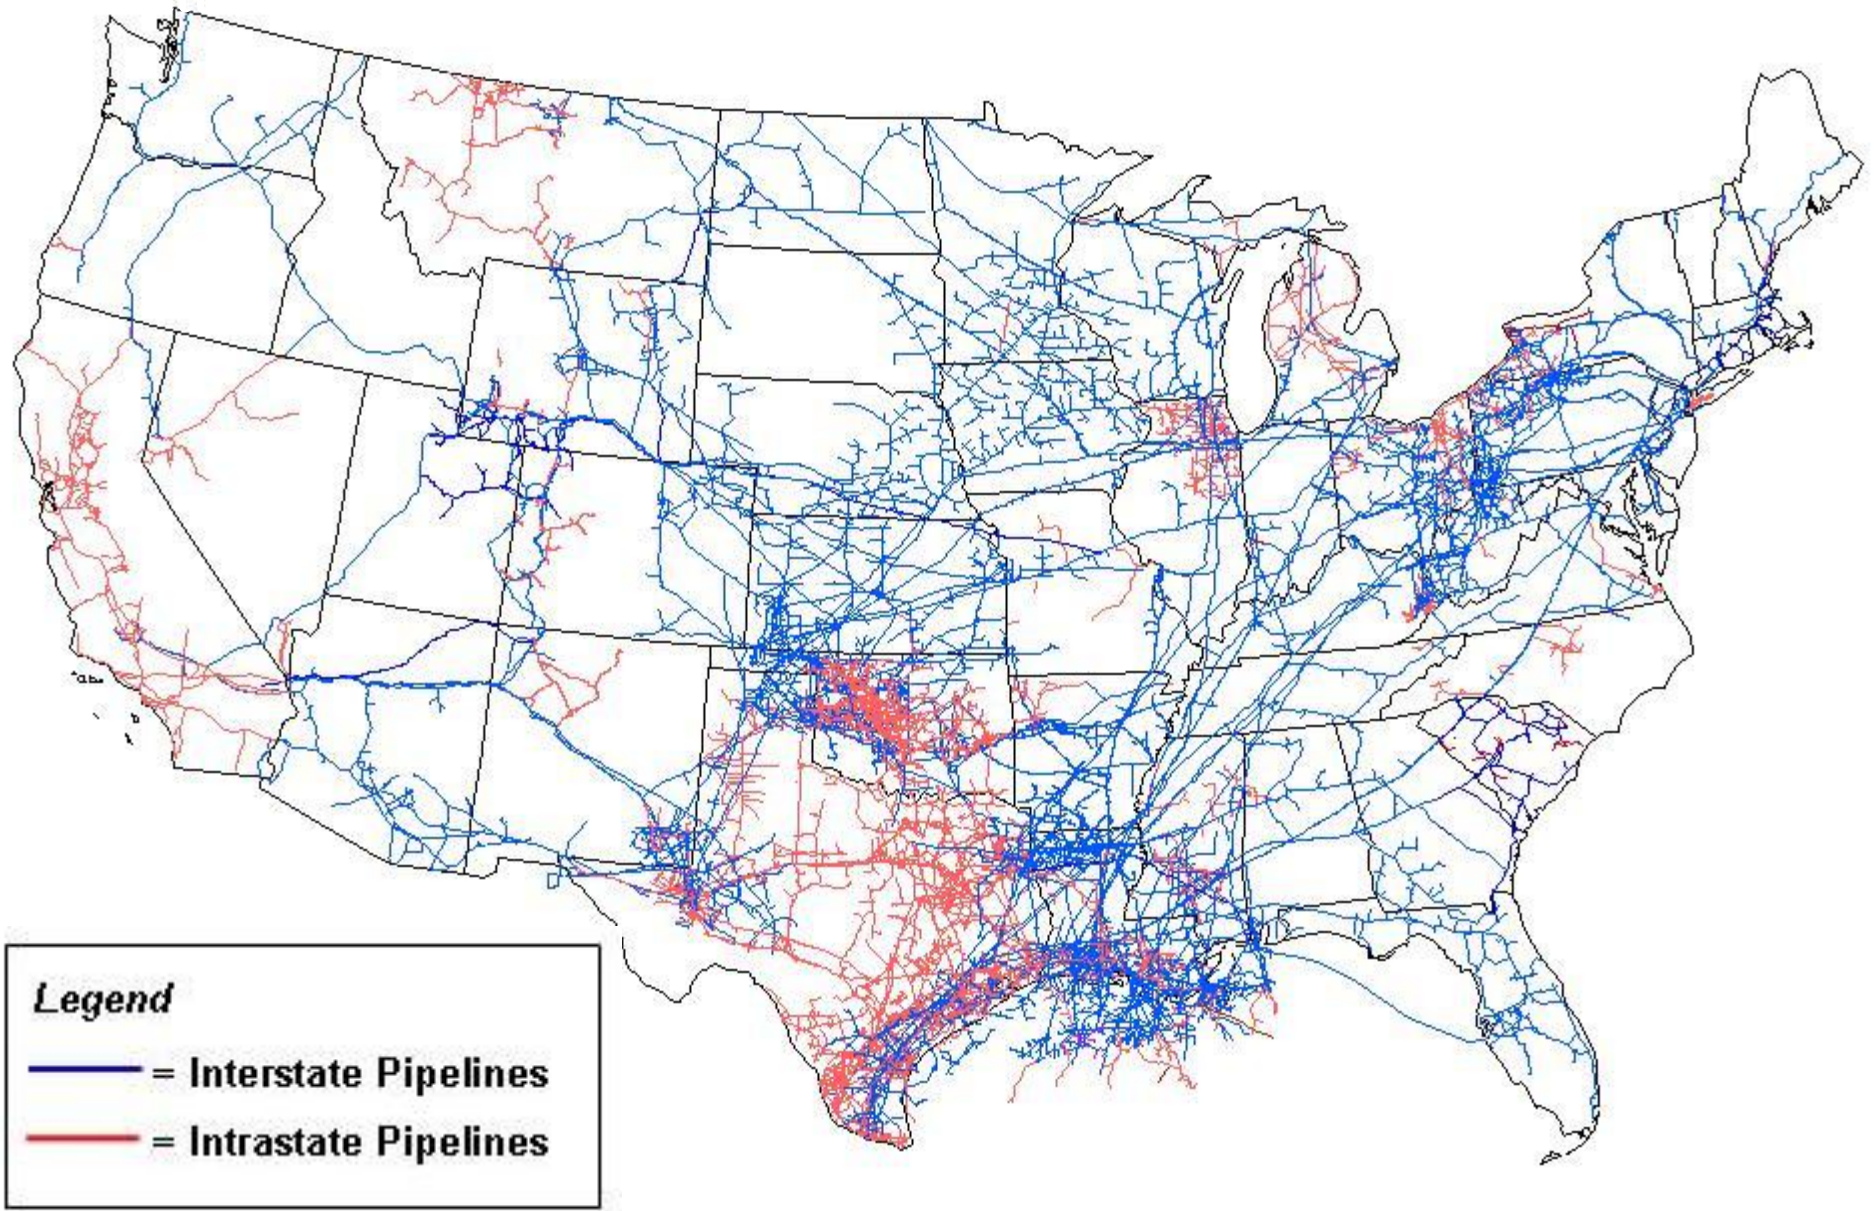 Legend
= Interstate Pipelines
= Intrastate Pipelines